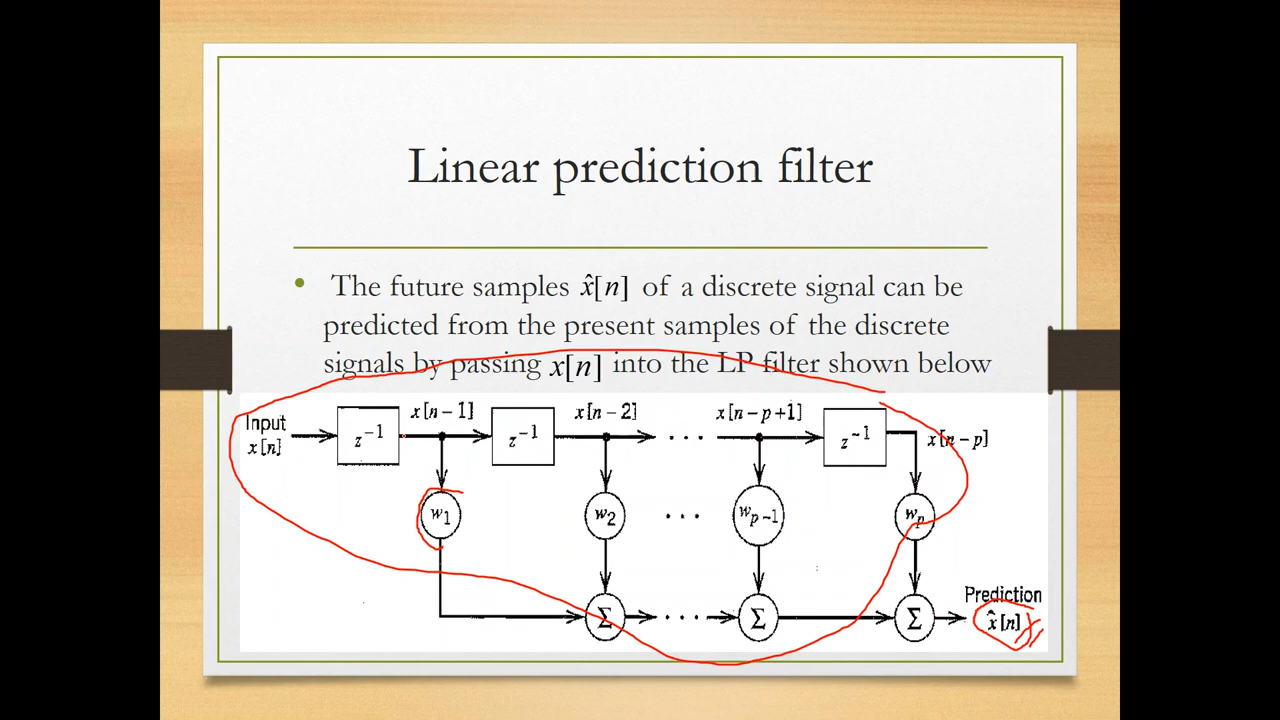 Linear prediction filter
• The future samples x̂[n] of a discrete signal can be
predicted from the present samples of the discrete
signals by passing x[n] into the LP filter shown below
Input
x[n]
z⁻¹
x[n-1]
z⁻¹
x[n-2]
. . .
x[n-p+1]
z⁻¹
x[n-p]
w₁
w₂
. . .
wₚ₋₁
wₚ
Σ
. . .
Σ
Σ
Prediction
x̂[n]